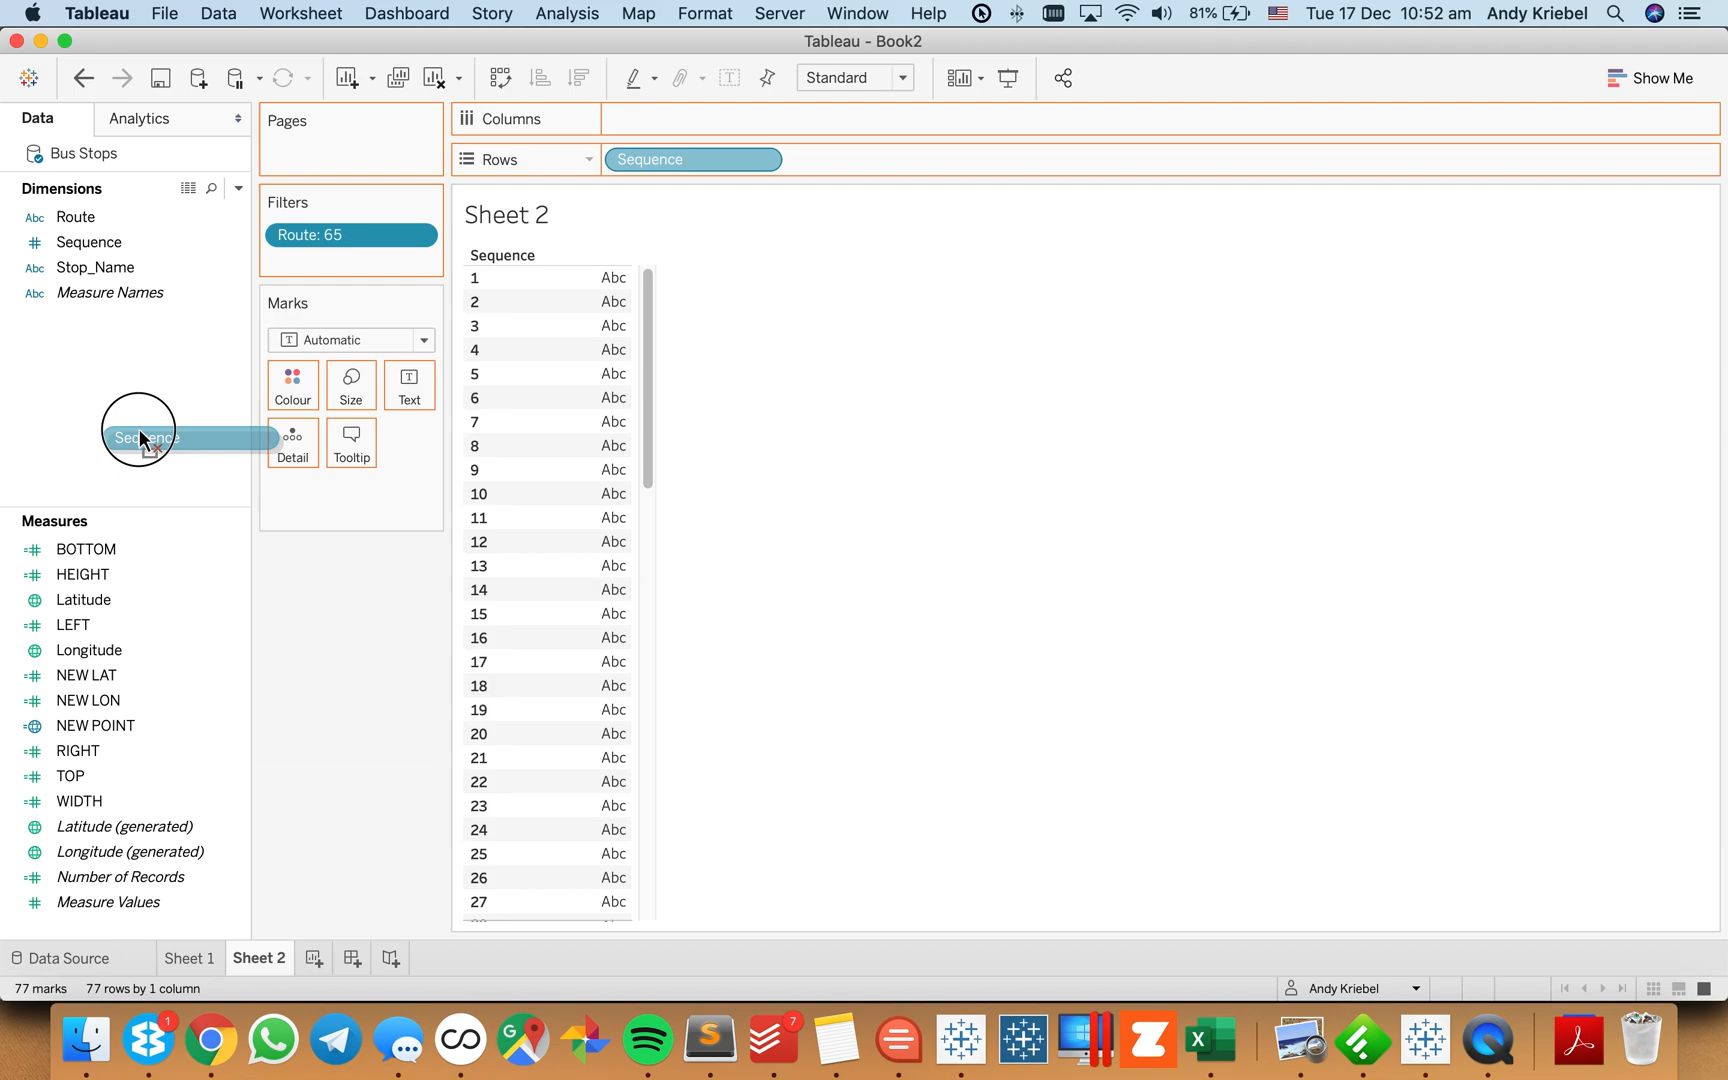 Tableau File Data Worksheet Dashboard Story Analysis Map Format Server Window Help 81% Tue 17 Dec 10:52 am Andy Kriebel
Tableau - Book2
Standard
Show Me
Data
Analytics
Pages
Columns
Bus Stops
Rows
Sequence
Dimensions
Filters
Route: 65
Sheet 2
Abc Route
Sequence
Abc Stop_Name
Abc Measure Names
Marks
Automatic
Colour Size Text
Detail Tooltip
Sequence
Sequence
1 Abc
2 Abc
3 Abc
4 Abc
5 Abc
6 Abc
7 Abc
8 Abc
9 Abc
10 Abc
11 Abc
12 Abc
13 Abc
14 Abc
15 Abc
16 Abc
17 Abc
18 Abc
19 Abc
20 Abc
21 Abc
22 Abc
23 Abc
24 Abc
25 Abc
26 Abc
27 Abc
Measures
BOTTOM
HEIGHT
Latitude
LEFT
Longitude
NEW LAT
NEW LON
NEW POINT
RIGHT
TOP
WIDTH
Latitude (generated)
Longitude (generated)
Number of Records
Measure Values
Data Source Sheet 1 Sheet 2
77 marks 77 rows by 1 column
Andy Kriebel
1
7